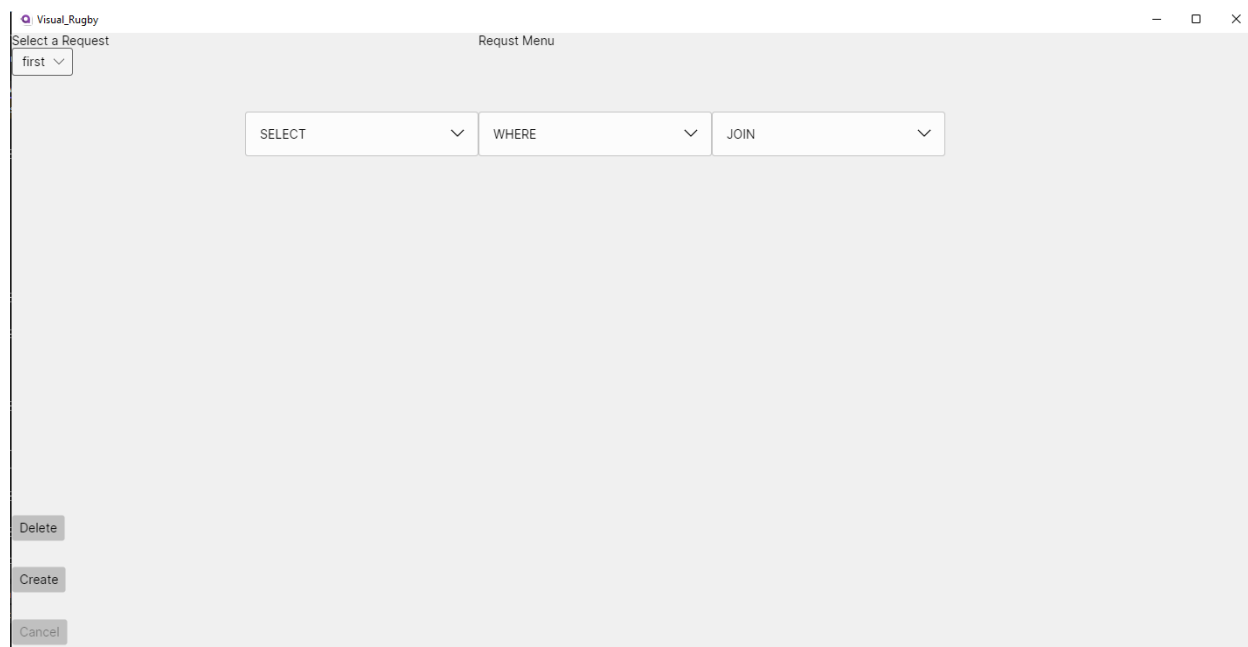 Visual_Rugby
Select a Request
Requst Menu
first
SELECT
WHERE
JOIN
Delete
Create
Cancel